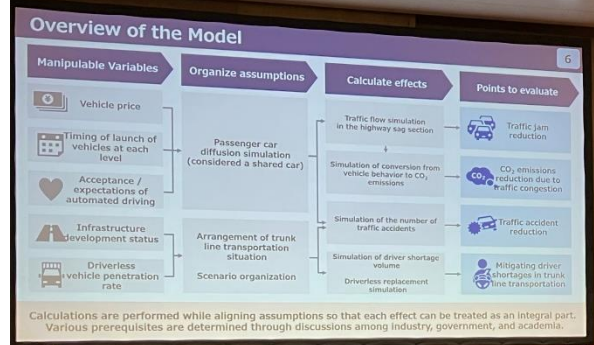 Overview of the Model
6
Manipulable Variables
Organize assumptions
Calculate effects
Points to evaluate
Vehicle price
Timing of launch of
vehicles at each
level
Acceptance /
expectations of
automated driving
Infrastructure
development status
Driverless
vehicle penetration
rate
Passenger car
diffusion simulation
(considered a shared car)
Arrangement of trunk
line transportation
situation
Scenario organization
Traffic flow simulation
in the highway sag section
Simulation of conversion from
vehicle behavior to CO₂
emissions
Simulation of the number of
traffic accidents
Simulation of driver shortage
volume
Driverless replacement
simulation
Traffic jam
reduction
CO₂
CO₂ emissions
reduction due to
traffic congestion
Traffic accident
reduction
Mitigating driver
shortages in trunk
line transportation
Calculations are performed while aligning assumptions so that each effect can be treated as an integral part.
Various prerequisites are determined through discussions among industry, government, and academia.